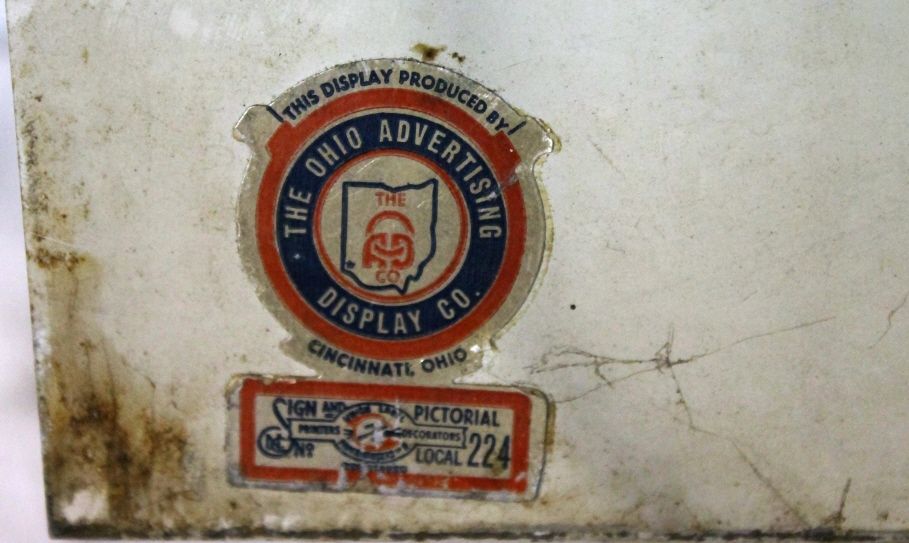 THIS DISPLAY PRODUCED BY
THE OHIO ADVERTISING
THE
CO
DISPLAY CO.
CINCINNATI, OHIO
SIGN AND PICTORIAL
PRINTERS DECORATORS
Nº LOCAL 224